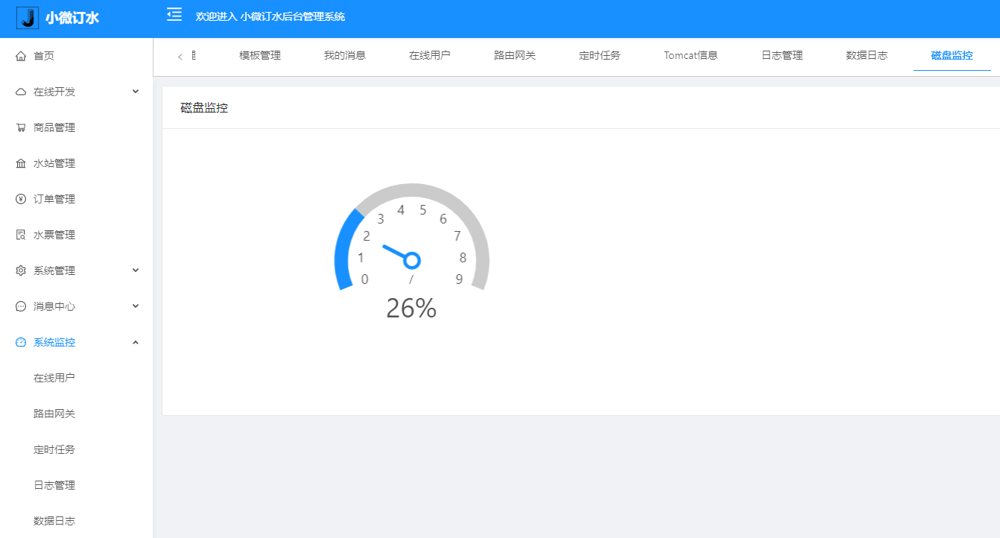 小微订水
欢迎进入 小微订水后台管理系统
首页
在线开发
商品管理
水站管理
订单管理
水票管理
系统管理
消息中心
系统监控
在线用户
路由网关
定时任务
日志管理
数据日志
模板管理 我的消息 在线用户 路由网关 定时任务 Tomcat信息 日志管理 数据日志 磁盘监控
磁盘监控
0 1 2 3 4 5 6 7 8 9
/
26%